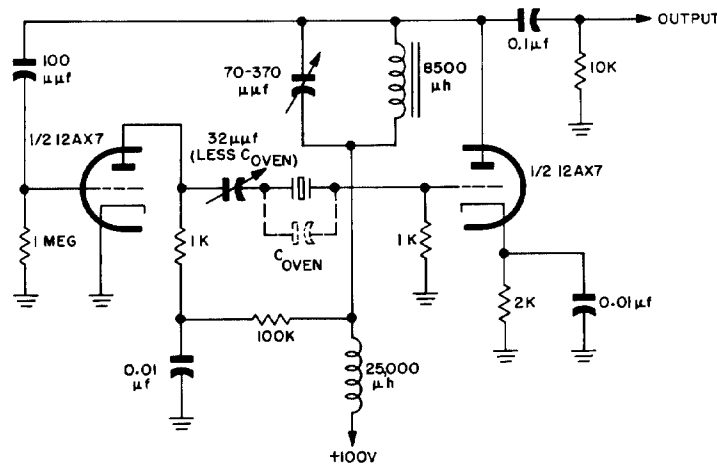 OUTPUT
0.1µf
10K
100
µµf
70-370
µµf
8500
µh
1/2 12AX7
32µµf
(LESS C OVEN)
1/2 12AX7
1 MEG
1K
C OVEN
1K
2K
0.01µf
100K
0.01
µf
25,000
µh
+100V